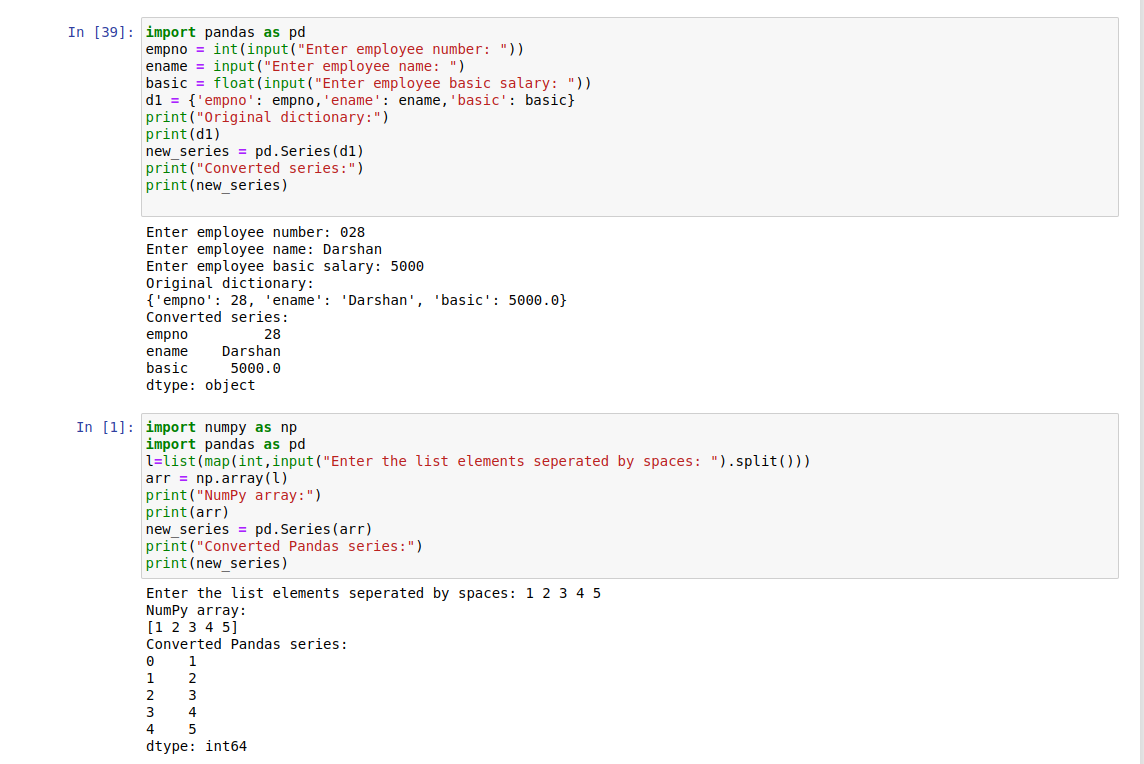 In [39]: import pandas as pd
empno = int(input("Enter employee number: "))
ename = input("Enter employee name: ")
basic = float(input("Enter employee basic salary: "))
d1 = {'empno': empno,'ename': ename,'basic': basic}
print("Original dictionary:")
print(d1)
new_series = pd.Series(d1)
print("Converted series:")
print(new_series)
Enter employee number: 028
Enter employee name: Darshan
Enter employee basic salary: 5000
Original dictionary:
{'empno': 28, 'ename': 'Darshan', 'basic': 5000.0}
Converted series:
empno         28
ename    Darshan
basic     5000.0
dtype: object
In [1]: import numpy as np
import pandas as pd
l=list(map(int,input("Enter the list elements seperated by spaces: ").split()))
arr = np.array(l)
print("NumPy array:")
print(arr)
new_series = pd.Series(arr)
print("Converted Pandas series:")
print(new_series)
Enter the list elements seperated by spaces: 1 2 3 4 5
NumPy array:
[1 2 3 4 5]
Converted Pandas series:
0    1
1    2
2    3
3    4
4    5
dtype: int64